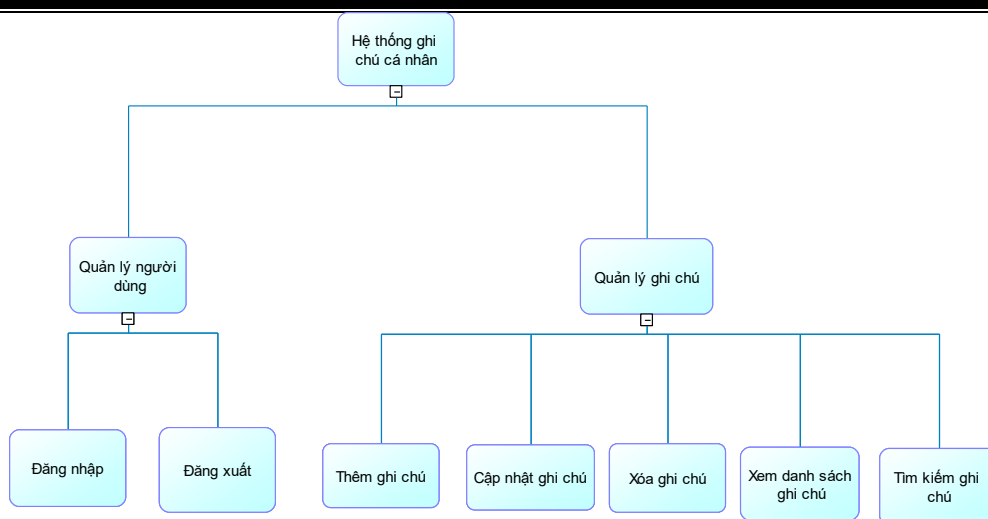 Hệ thống ghi
chú cá nhân
Quản lý người
dùng
Quản lý ghi chú
Đăng nhập
Đăng xuất
Thêm ghi chú
Cập nhật ghi chú
Xóa ghi chú
Xem danh sách
ghi chú
Tìm kiếm ghi
chú